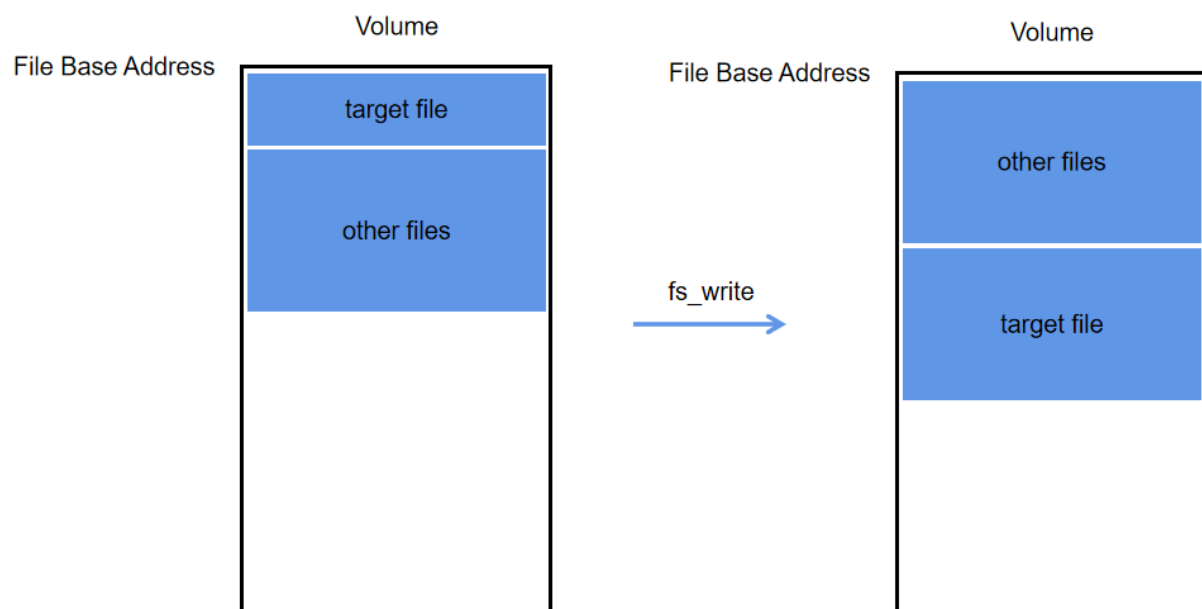 Volume
File Base Address
target file
other files
fs_write
Volume
File Base Address
other files
target file